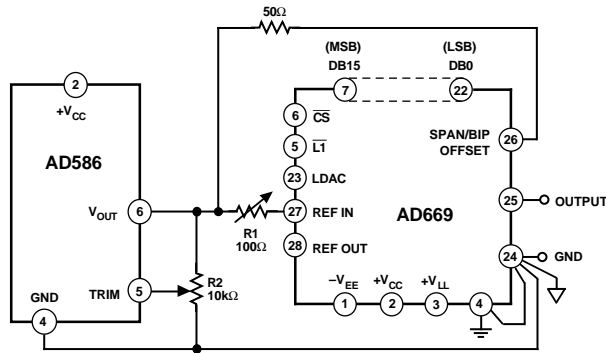 50Ω
(MSB)
DB15
(LSB)
DB0
2
+VCC
AD586
7
22
6
CS
5
L1
SPAN/BIP
OFFSET
26
23
LDAC
6
VOUT
R1
100Ω
27
REF IN
AD669
25
OUTPUT
28
REF OUT
24
GND
5
TRIM
R2
10kΩ
–VEE
+VCC
+VLL
1
2
3
4
GND
4